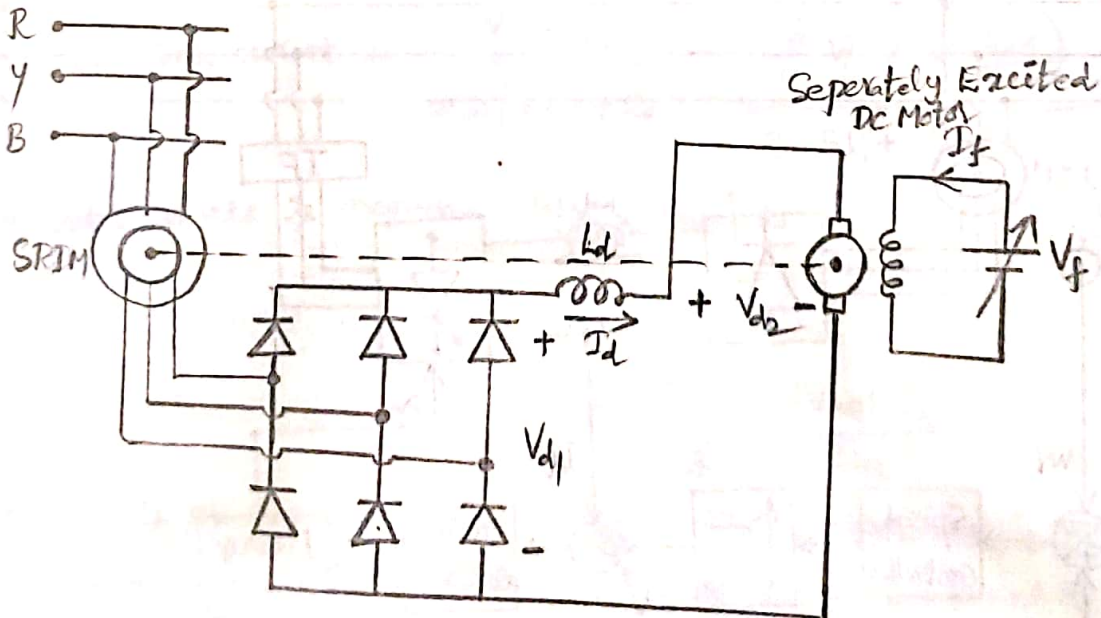 R
Y
B
Seperately Excited
DC Motor
If
SRIM
Ld
Vf
+ Vd2 -
+ Id
Vd1
-